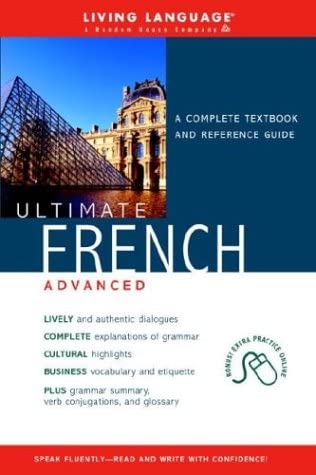 LIVING LANGUAGE®
A Random House Company
A COMPLETE TEXTBOOK
AND REFERENCE GUIDE
ULTIMATE
FRENCH
ADVANCED
LIVELY and authentic dialogues
COMPLETE explanations of grammar
CULTURAL highlights
BUSINESS vocabulary and etiquette
PLUS grammar summary,
verb conjugations, and glossary
BONUS! EXTRA PRACTICE ONLINE
SPEAK FLUENTLY—READ AND WRITE WITH CONFIDENCE!